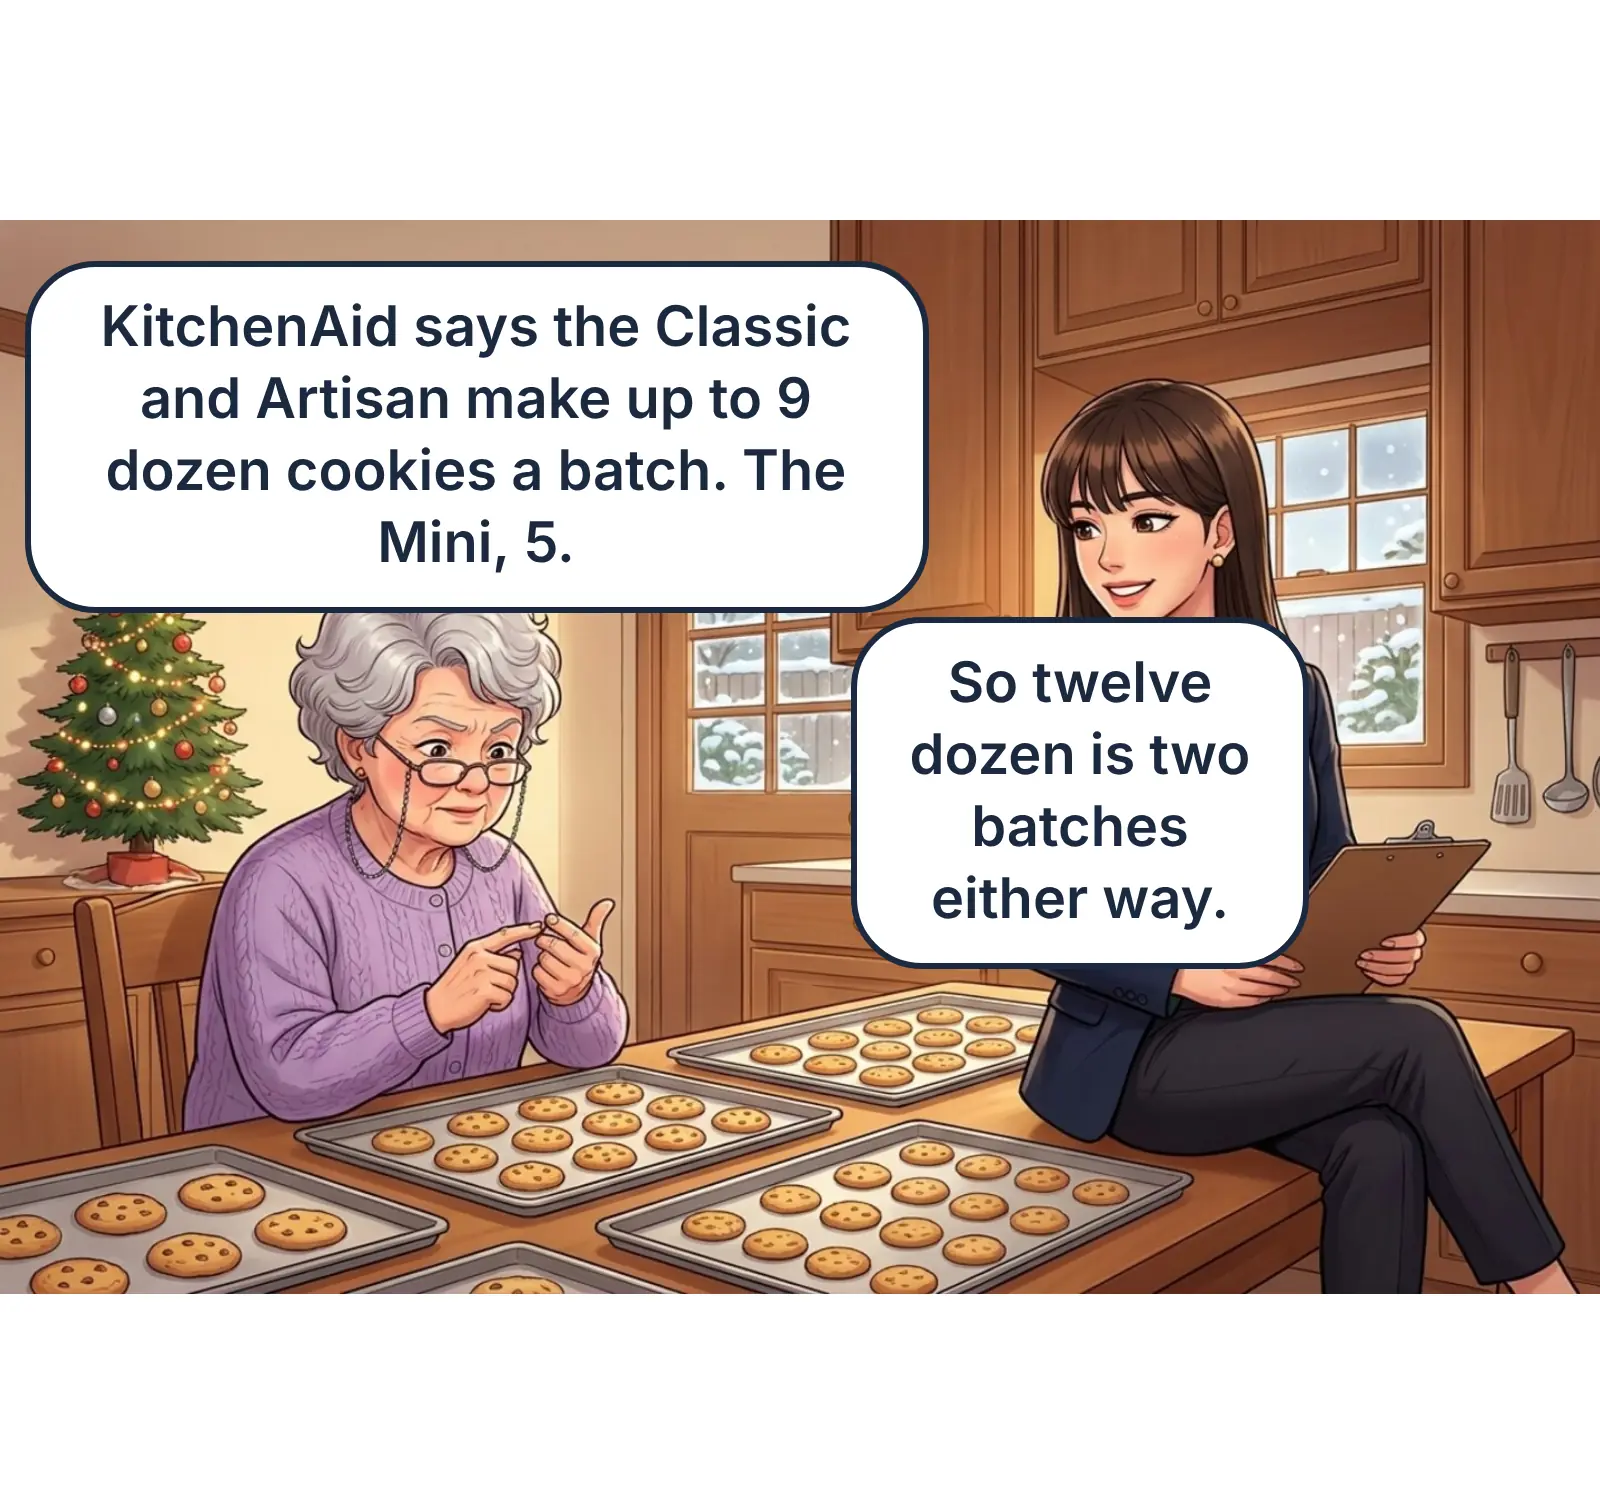 KitchenAid says the Classic
and Artisan make up to 9
dozen cookies a batch. The
Mini, 5.
So twelve
dozen is two
batches
either way.